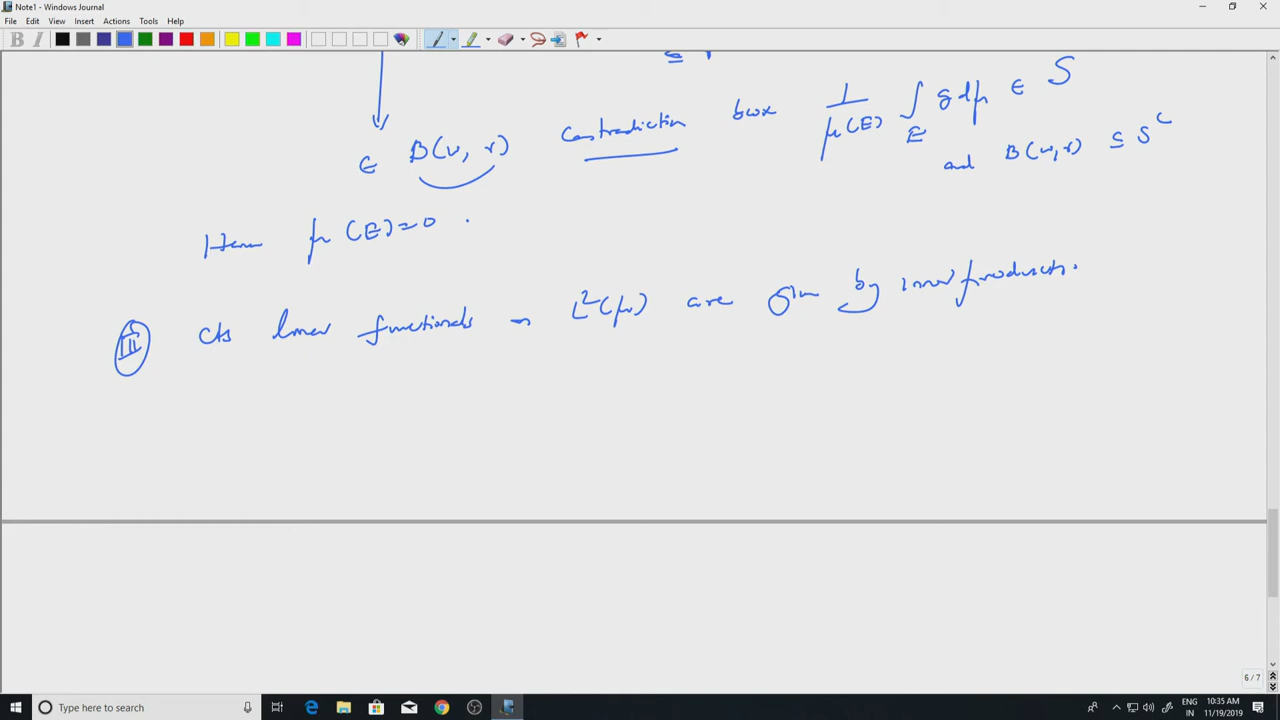 Note1 - Windows Journal
File Edit View Insert Actions Tools Help
∈ B(w, r) Contradiction bcoz 1/μ(E) ∫_E g dμ ∈ S
and B(w, r) ⊆ S^c
Hence μ(E) = 0 .
III Cts linear functionals on L²(μ) are given by inner products.
6 / 7
Type here to search
ENG 10:35 AM
IN 11/19/2019